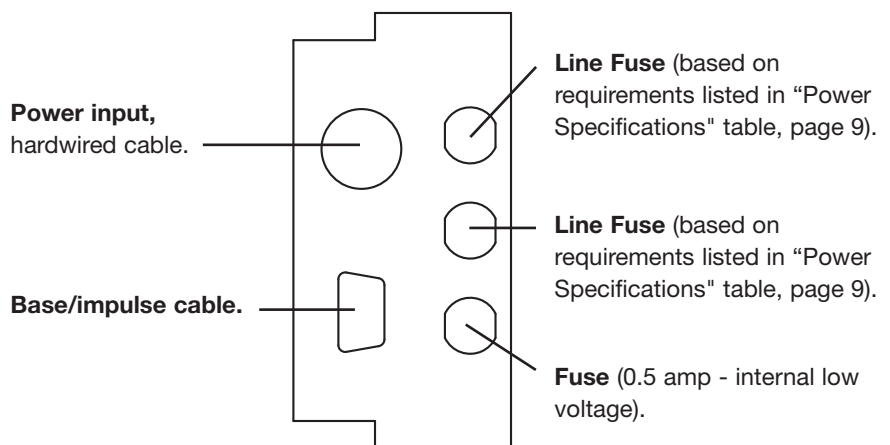 Power input,
hardwired cable.
Base/impulse cable.
Line Fuse (based on
requirements listed in “Power
Specifications" table, page 9).
Line Fuse (based on
requirements listed in “Power
Specifications" table, page 9).
Fuse (0.5 amp - internal low
voltage).